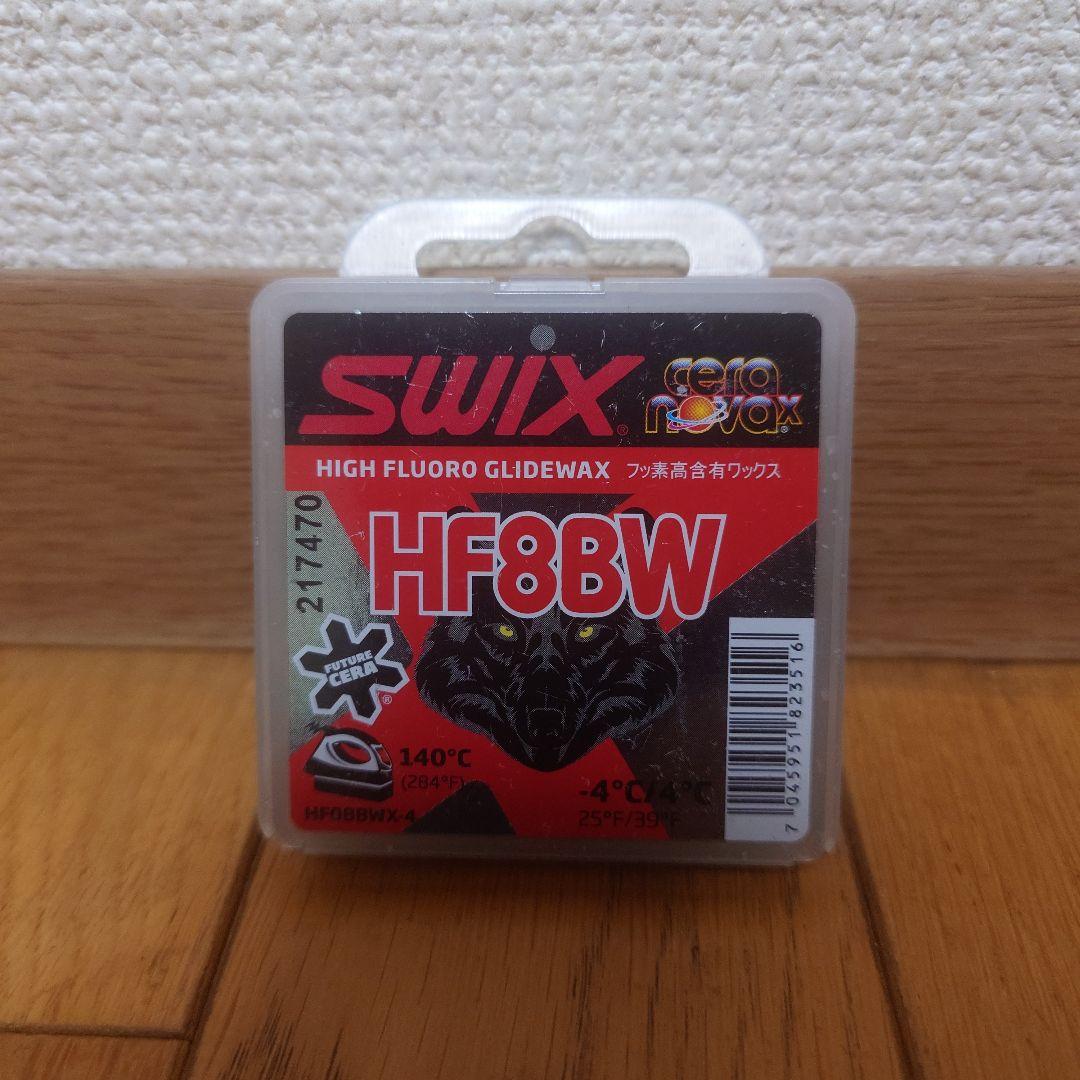 SWIX®
cera novax®
HIGH FLUORO GLIDEWAX フッ素高含有ワックス
HF8BW
217470
FUTURE
CERA®
140°C
(284°F)
HF08BWX-4
-4°C/4°C
25°F/39°F
7 045951 823516